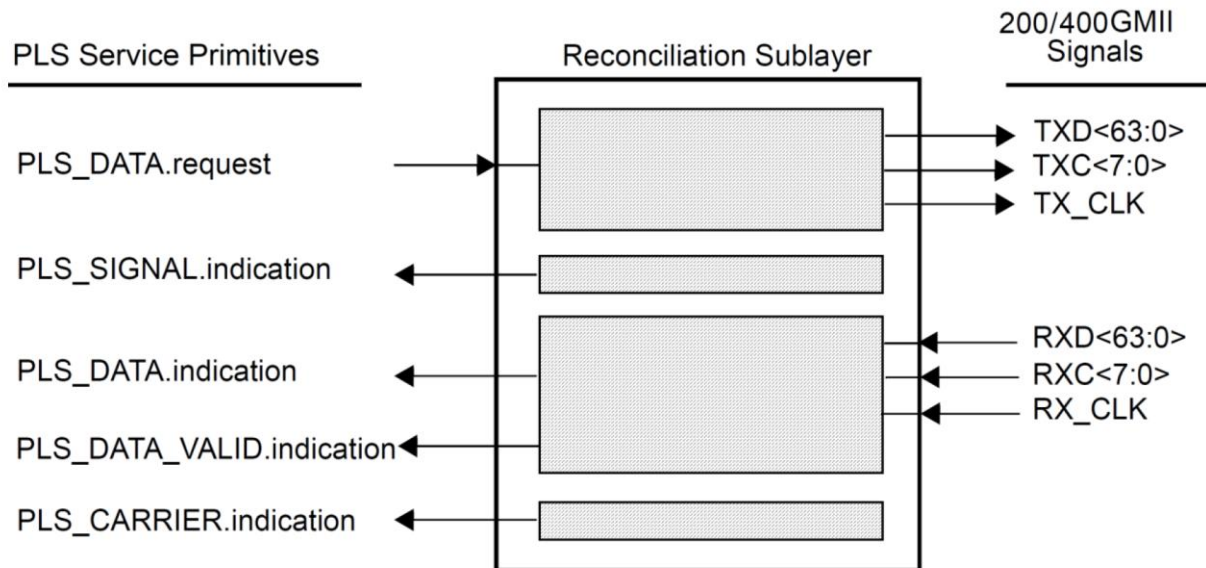 PLS Service Primitives
Reconciliation Sublayer
200/400GMII
Signals
PLS_DATA.request
TXD<63:0>
TXC<7:0>
TX_CLK
PLS_SIGNAL.indication
PLS_DATA.indication
RXD<63:0>
RXC<7:0>
RX_CLK
PLS_DATA_VALID.indication
PLS_CARRIER.indication